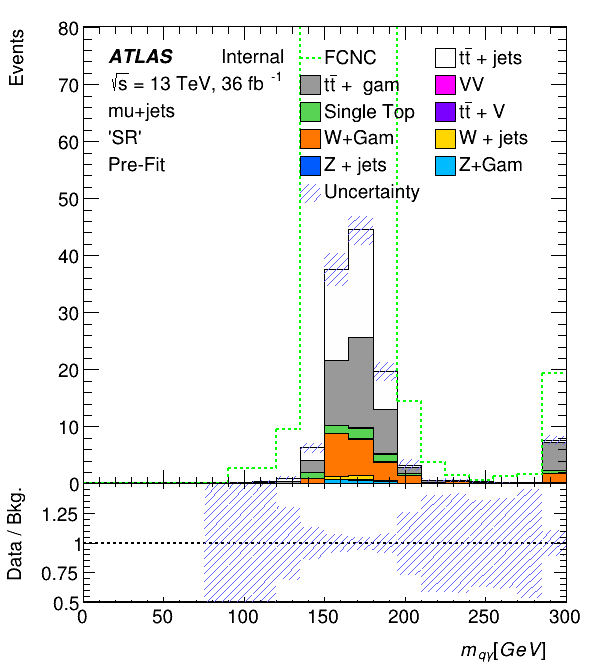 Events
80
70
60
50
40
30
20
10
0
ATLAS Internal
√s = 13 TeV, 36 fb⁻¹
mu+jets
'SR'
Pre-Fit
FCNC
tt̄ + jets
tt̄ + gam
VV
Single Top
tt̄ + V
W+Gam
W + jets
Z + jets
Z+Gam
Uncertainty
Data / Bkg.
1.25
1
0.75
0.5
0 50 100 150 200 250 300
m_qγ[GeV]